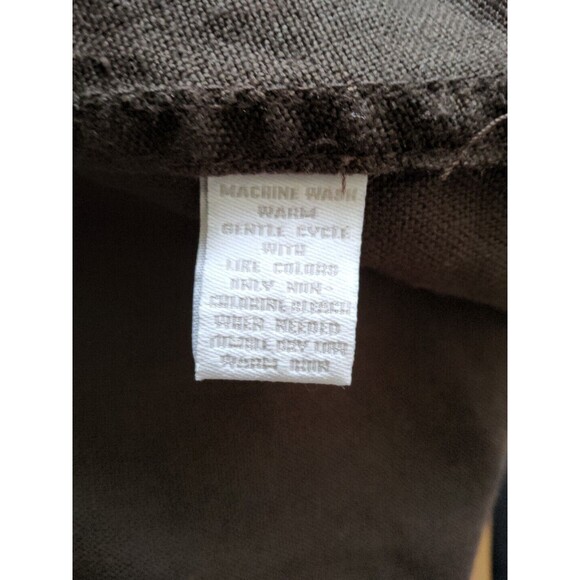 MACHINE WASH
WARM
GENTLE CYCLE
WITH
LIKE COLORS
ONLY NON-
CHLORINE BLEACH
WHEN NEEDED
TUMBLE DRY LOW
WARM IRON